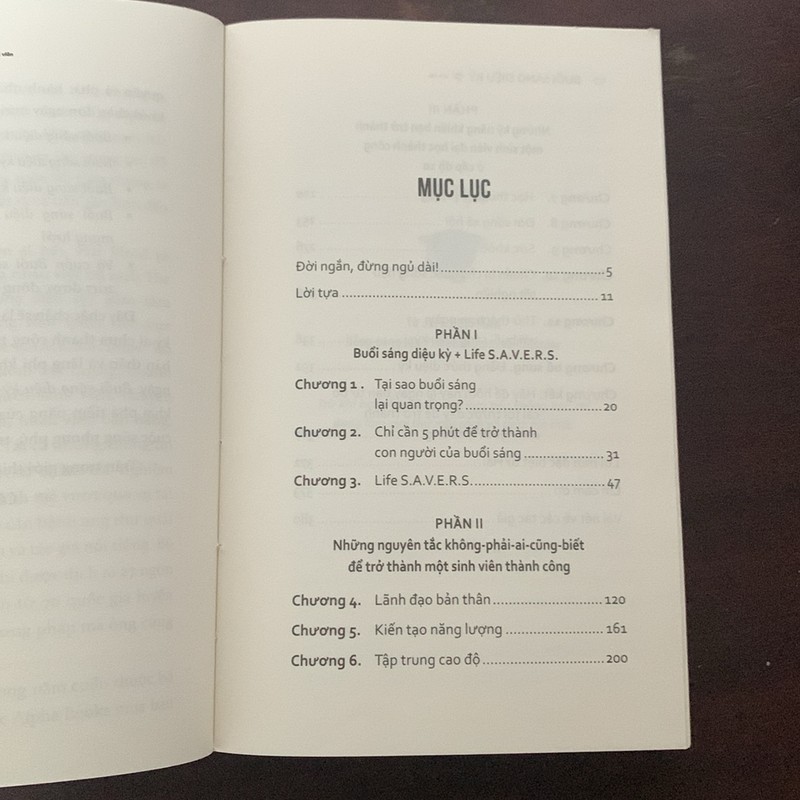 viên
MỤC LỤC
Đời ngắn, đừng ngủ dài!..........5
Lời tựa..........11
PHẦN I
Buổi sáng diệu kỳ + Life S.A.V.E.R.S.
Chương 1. Tại sao buổi sáng
lại quan trọng?..........20
Chương 2. Chỉ cần 5 phút để trở thành
con người của buổi sáng..........31
Chương 3. Life S.A.V.E.R.S...........47
PHẦN II
Những nguyên tắc không-phải-ai-cũng-biết
để trở thành một sinh viên thành công
Chương 4. Lãnh đạo bản thân..........120
Chương 5. Kiến tạo năng lượng..........161
Chương 6. Tập trung cao độ..........200